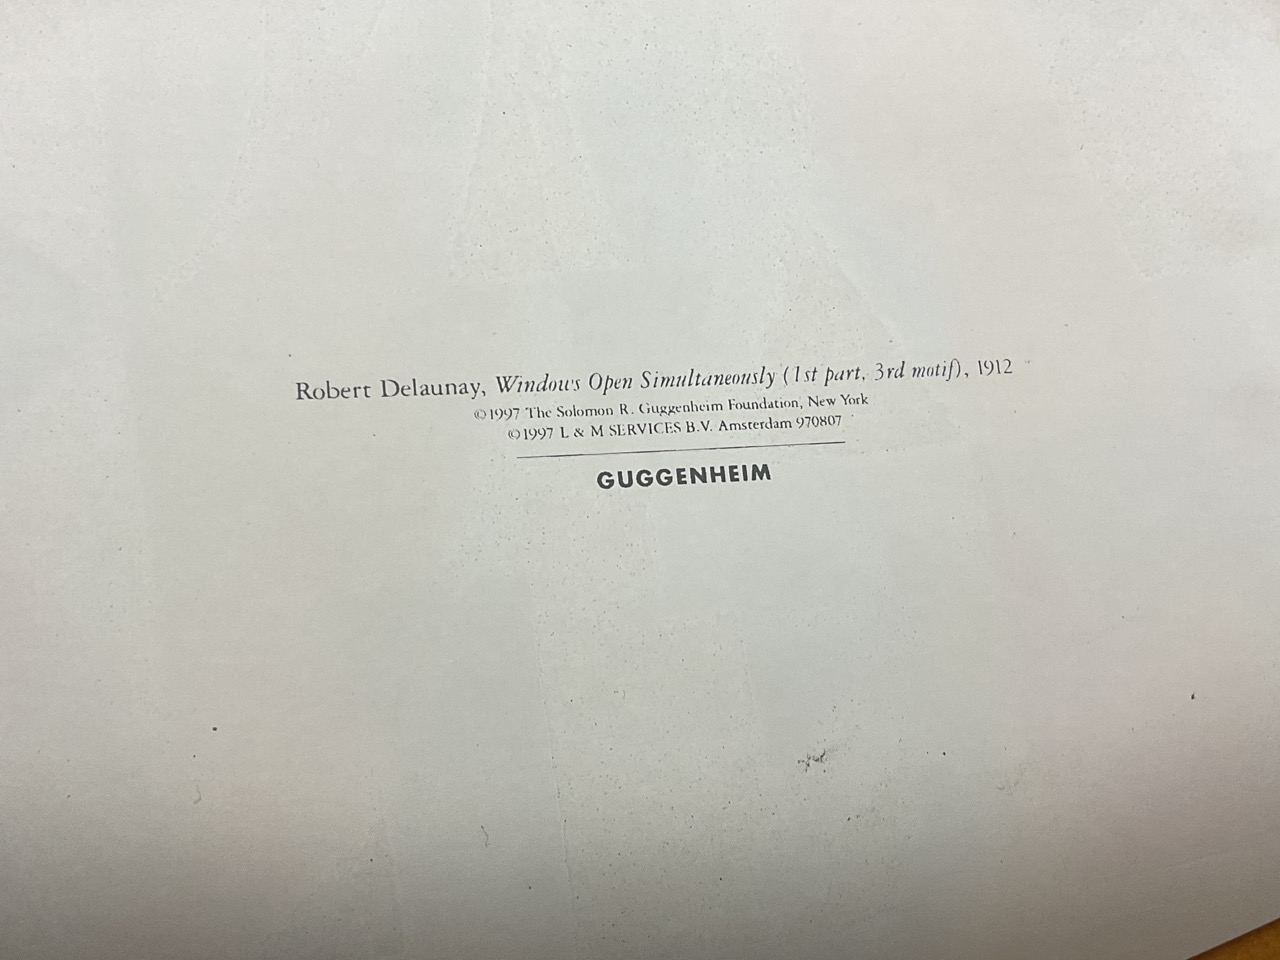 Robert Delaunay, Windows Open Simultaneously (1st part, 3rd motif), 1912
©1997 The Solomon R. Guggenheim Foundation, New York
©1997 L & M SERVICES B.V. Amsterdam 970807
GUGGENHEIM